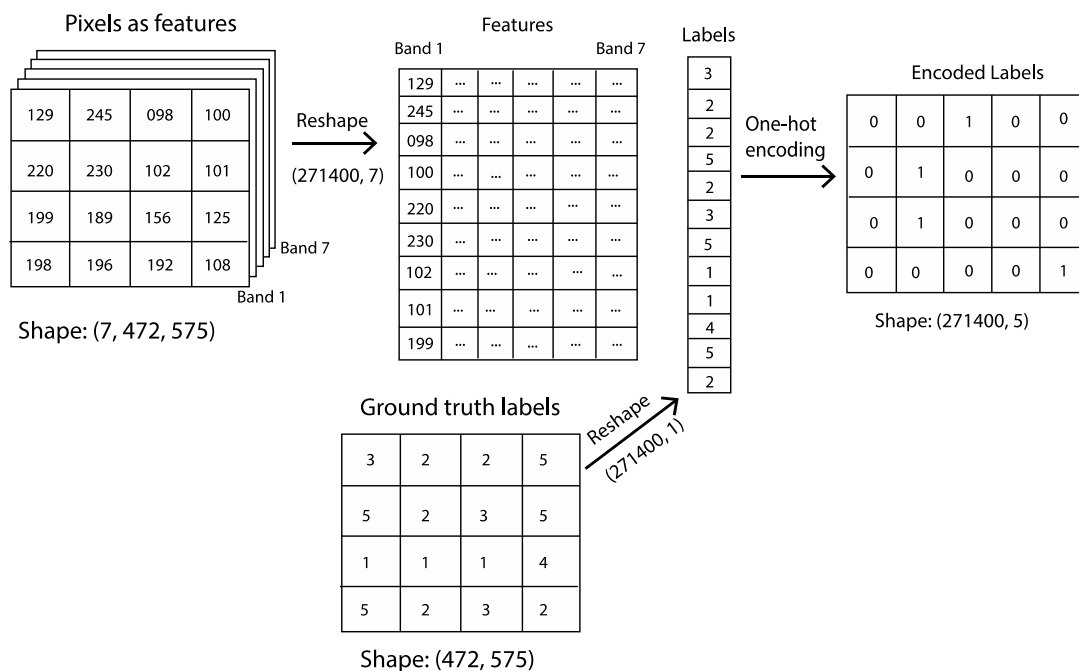 Pixels as features
129 245 098 100
220 230 102 101
199 189 156 125
198 196 192 108
Band 7
Band 1
Shape: (7, 472, 575)
Reshape
(271400, 7)
Features
Band 1 Band 7
129 ... ... ... ... ...
245 ... ... ... ... ...
098 ... ... ... ... ...
100 ... ... ... ... ...
220 ... ... ... ... ...
230 ... ... ... ... ...
102 ... ... ... ... ...
101 ... ... ... ... ...
199 ... ... ... ... ...
Ground truth labels
3 2 2 5
5 2 3 5
1 1 1 4
5 2 3 2
Shape: (472, 575)
Reshape
(271400, 1)
Labels
3
2
2
5
2
3
5
1
1
4
5
2
One-hot
encoding
Encoded Labels
0 0 1 0 0
0 1 0 0 0
0 1 0 0 0
0 0 0 0 1
Shape: (271400, 5)